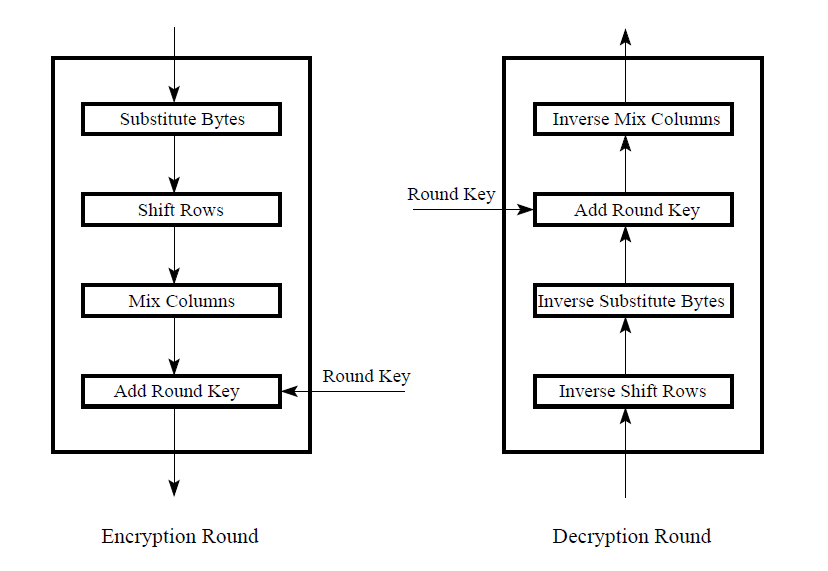 Substitute Bytes
Shift Rows
Mix Columns
Add Round Key
Round Key
Encryption Round
Inverse Mix Columns
Round Key
Add Round Key
Inverse Substitute Bytes
Inverse Shift Rows
Decryption Round